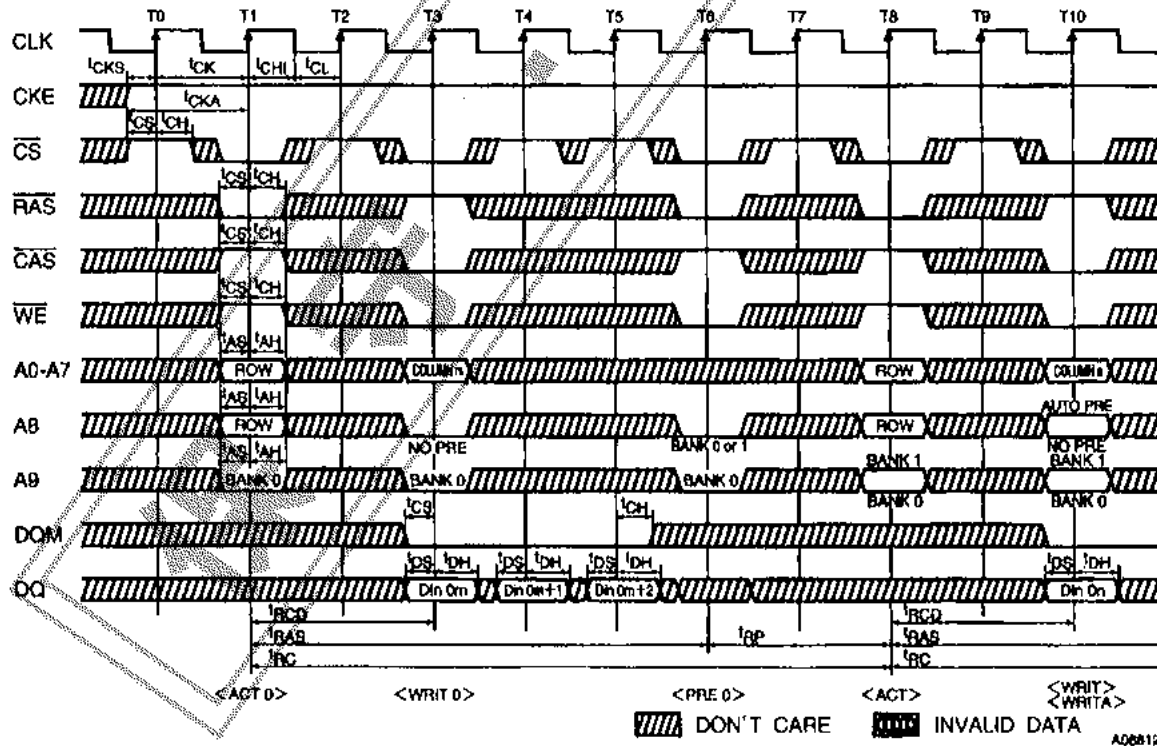 T0 T1 T2 T3 T4 T5 T6 T7 T8 T9 T10
CLK
tCKS tCK tCHI tCL
CKE
tCKA
tCS tCH
CS
tCS tCH
RAS
tCS tCH
CAS
tCS tCH
WE
tAS tAH
A0-A7 ROW COLUMN m ROW COLUMN n
tAS tAH AUTO PRE
A8 ROW ROW
tAS tAH NO PRE BANK 0 or 1 BANK 1 NO PRE BANK 1
A9 BANK 0 BANK 0 BANK 0
BANK 0 BANK 0
tCS tCH
DQM
tDS tDH tDS tDH tDS tDH tDS tDH
DQ Din 0m Din 0m+1 Din 0m+2 Din 0n
tRCD tRCD
tRAS tRP tRAS
tRC tRC
<ACT 0> <WRIT 0> <PRE 0> <ACT> <WRIT>
<WRITA>
DON'T CARE INVALID DATA
A06812